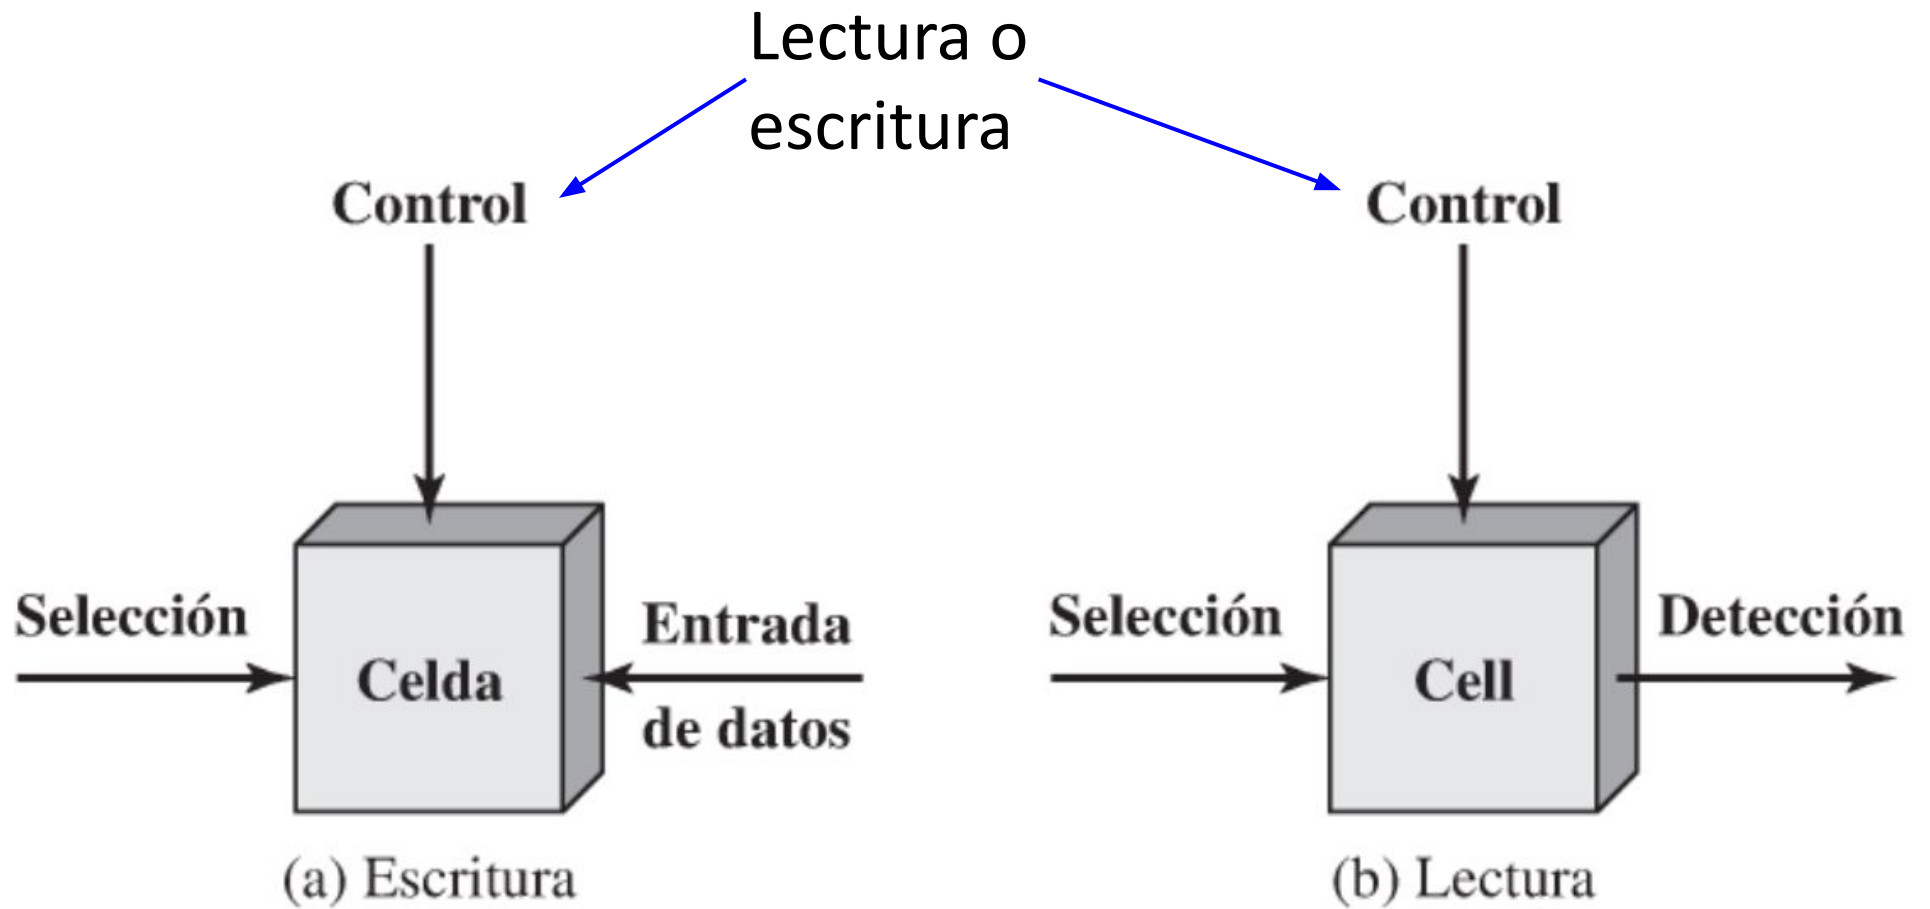 Lectura o
escritura
Control
Control
Selección
Celda
Entrada
de datos
Selección
Cell
Detección
(a) Escritura
(b) Lectura